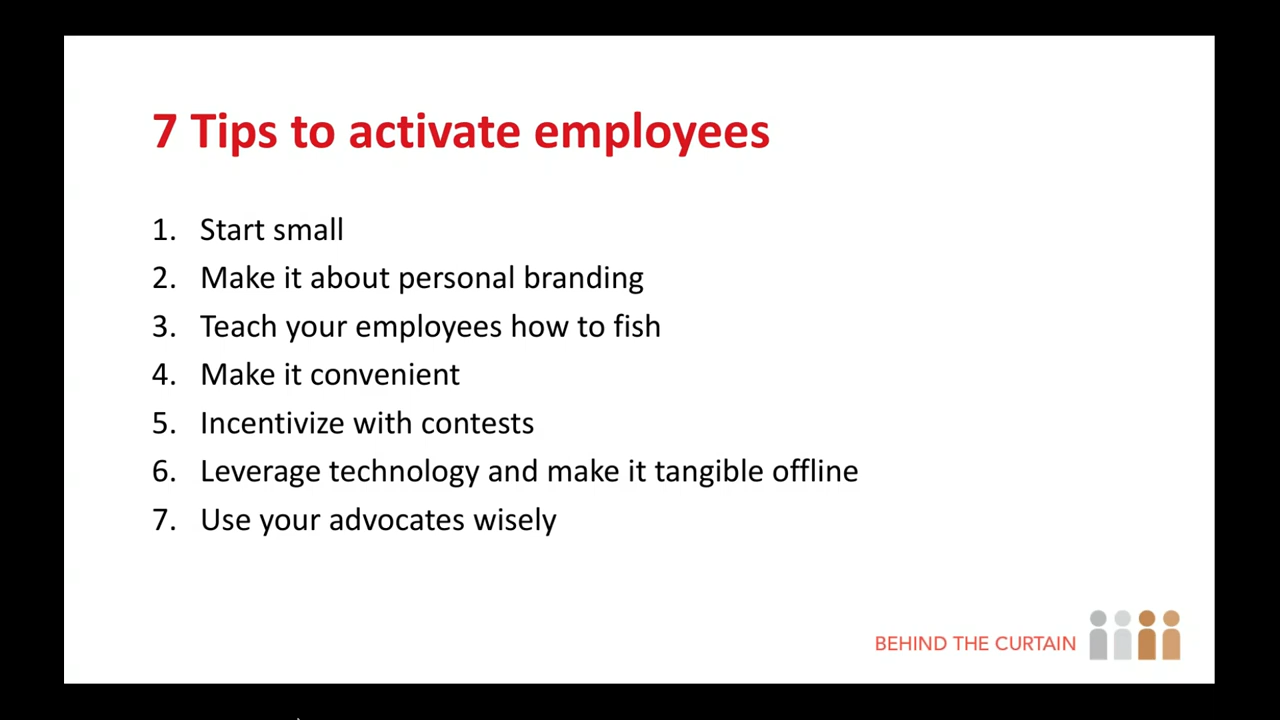 7 Tips to activate employees
1. Start small
2. Make it about personal branding
3. Teach your employees how to fish
4. Make it convenient
5. Incentivize with contests
6. Leverage technology and make it tangible offline
7. Use your advocates wisely
BEHIND THE CURTAIN